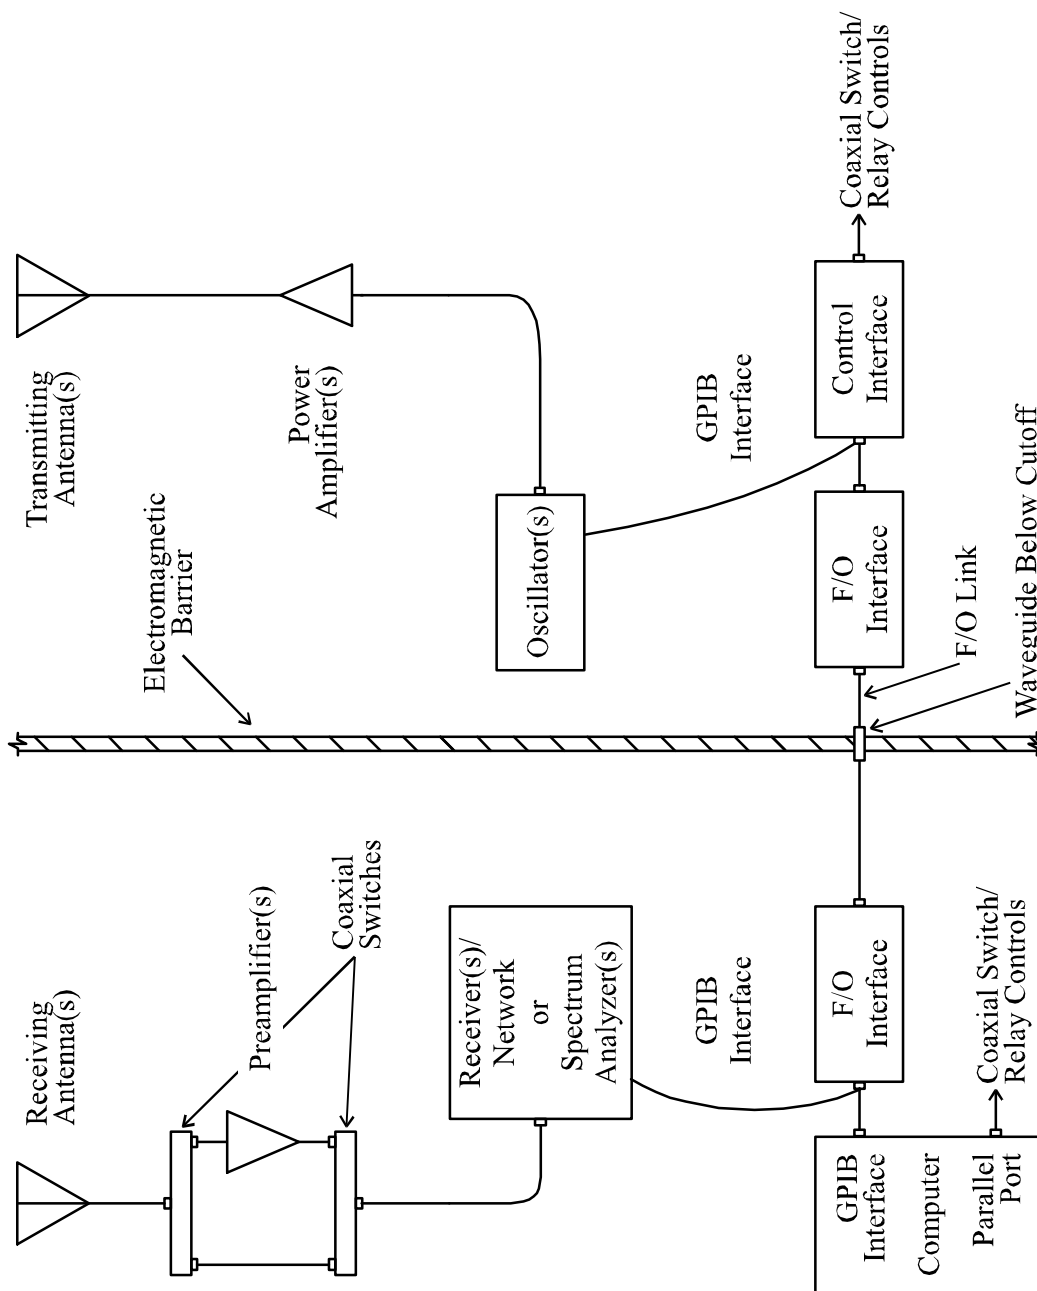 Receiving
Antenna(s)
Preamplifier(s)
Coaxial
Switches
Receiver(s)/
Network
or
Spectrum
Analyzer(s)
GPIB
Interface
GPIB
Interface
Computer
Parallel
Port
Coaxial Switch/
Relay Controls
F/O
Interface
Electromagnetic
Barrier
F/O Link
Waveguide Below Cutoff
Transmitting
Antenna(s)
Power
Amplifier(s)
Oscillator(s)
GPIB
Interface
F/O
Interface
Control
Interface
Coaxial Switch/
Relay Controls